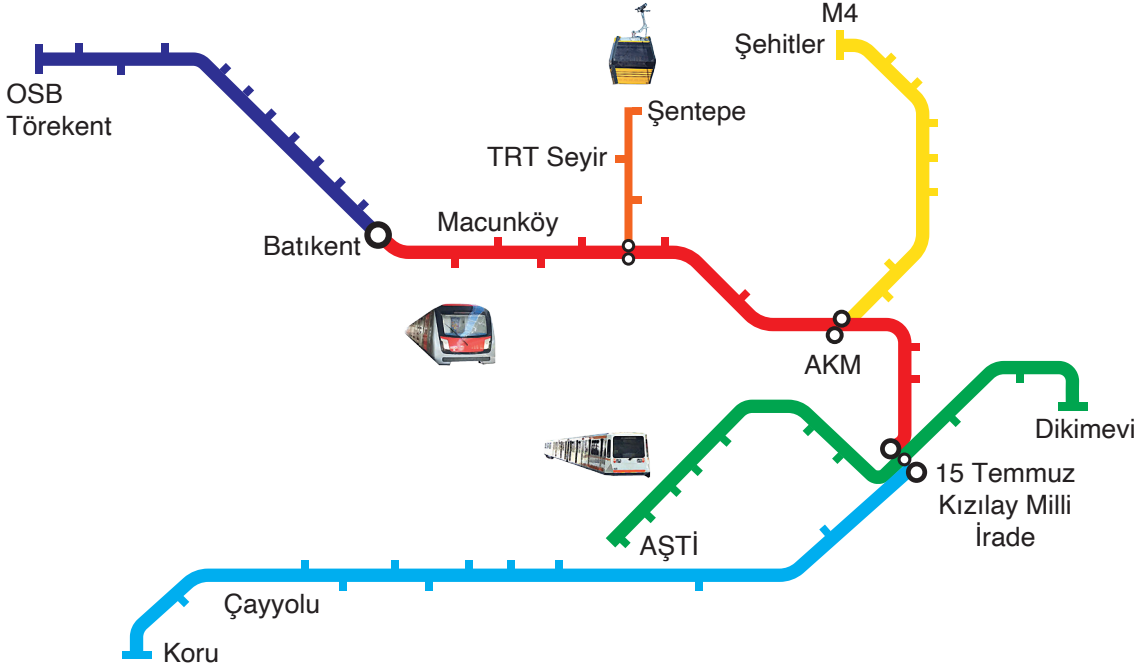 M4
Şehitler
OSB
Törekent
Şentepe
TRT Seyir
Macunköy
Batıkent
AKM
Dikimevi
15 Temmuz
Kızılay Milli
İrade
AŞTİ
Çayyolu
Koru